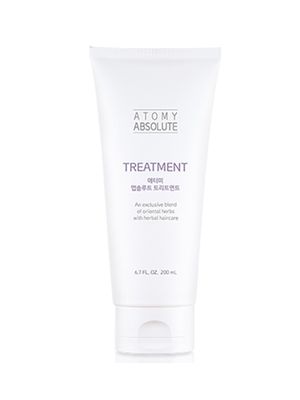 ATOMY
ABSOLUTE
TREATMENT
애터미
앱솔루트 트리트먼트
An exclusive blend
of oriental herbs
with herbal haircare
6.7 FL. OZ. 200 mL